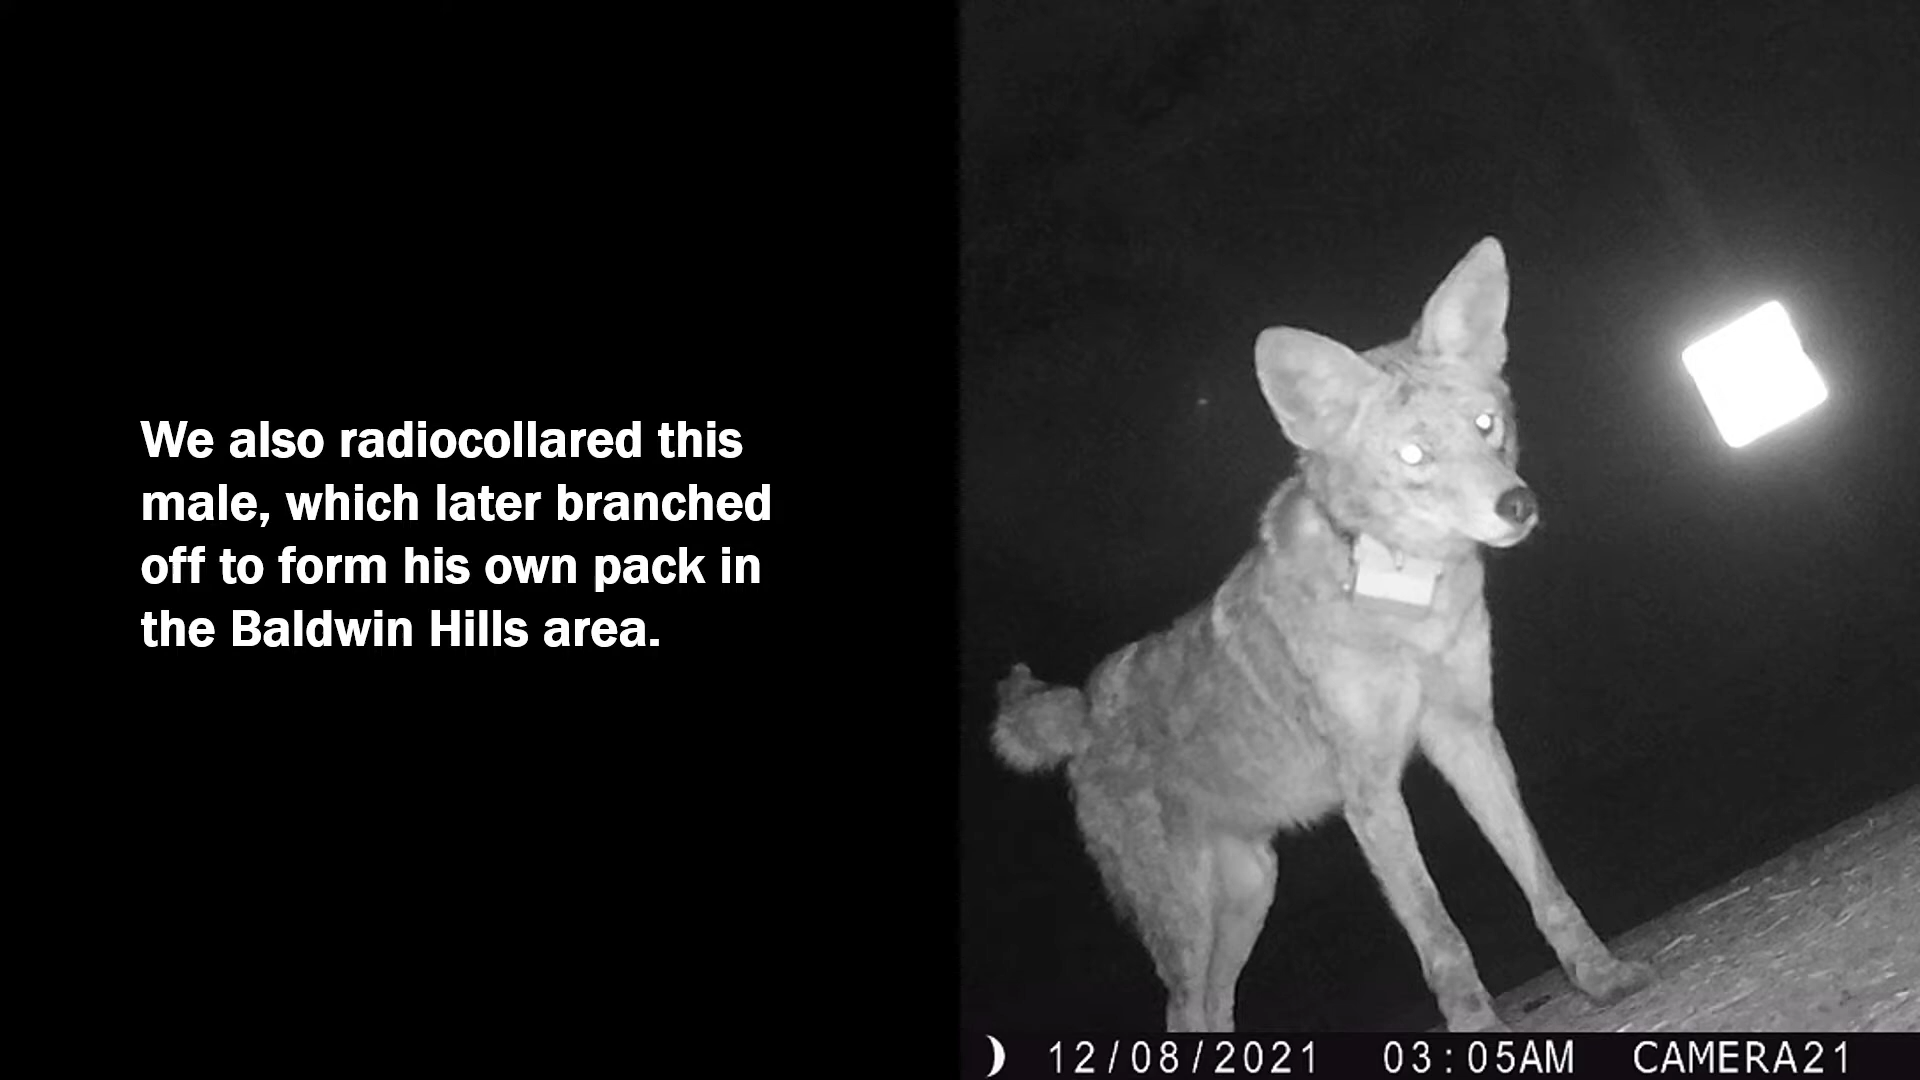 We also radiocollared this
male, which later branched
off to form his own pack in
the Baldwin Hills area.
12/08/2021 03:05AM CAMERA21